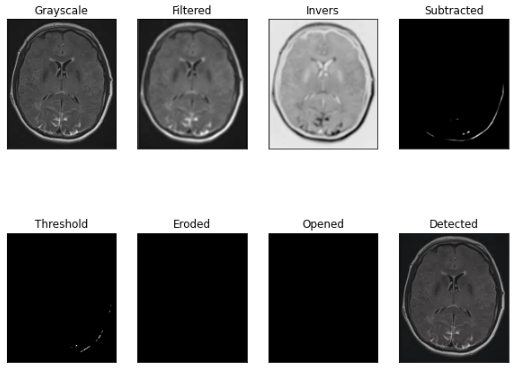 Grayscale
Filtered
Invers
Subtracted
Threshold
Eroded
Opened
Detected